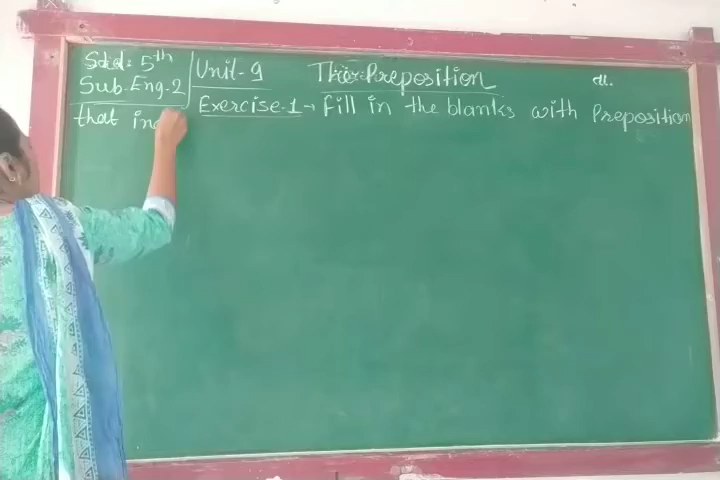 Std: 5th
Sub. Eng-2
Unit-9
The Preposition
dt.
Exercise-1 → Fill in the blanks with Preposition
that in